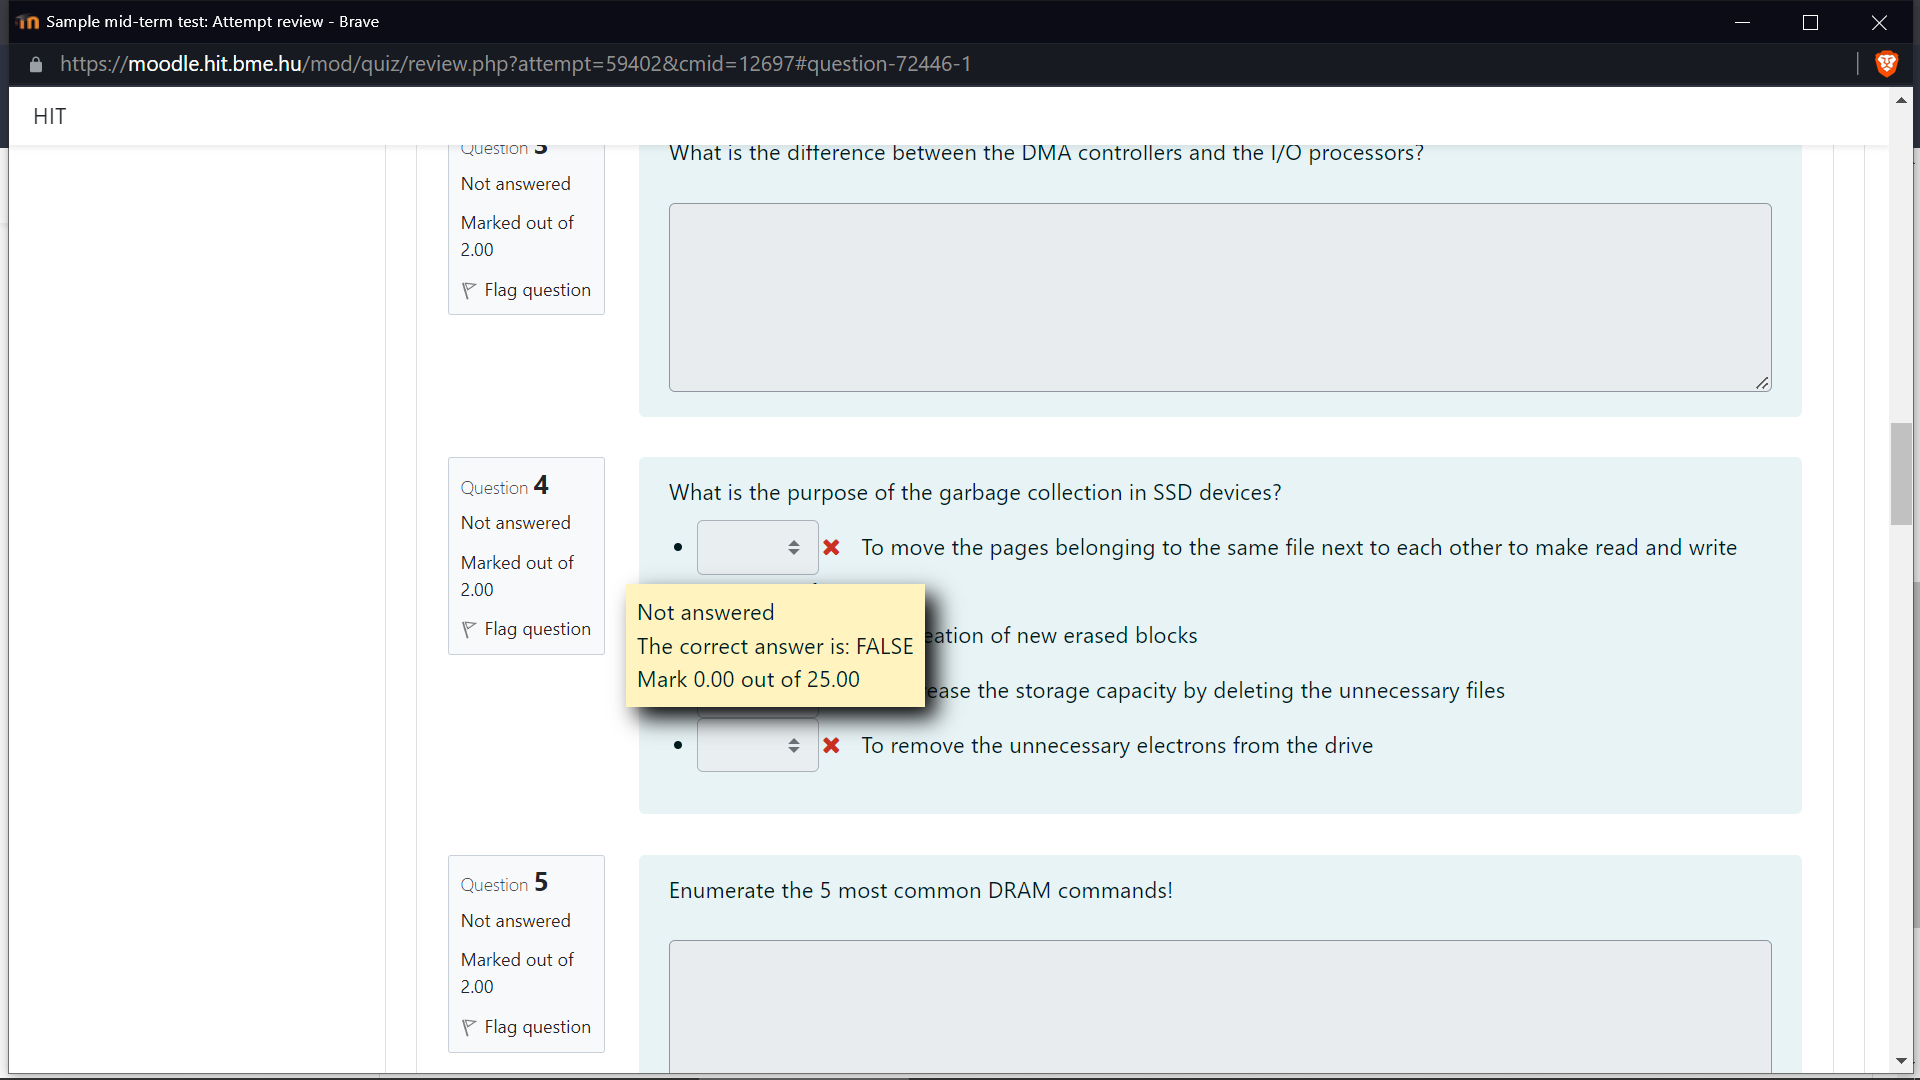 Sample mid-term test: Attempt review - Brave
https://moodle.hit.bme.hu/mod/quiz/review.php?attempt=59402&cmid=12697#question-72446-1
HIT
Question 3
Not answered
Marked out of
2.00
Flag question
What is the difference between the DMA controllers and the I/O processors?
Question 4
Not answered
Marked out of
2.00
Flag question
What is the purpose of the garbage collection in SSD devices?
To move the pages belonging to the same file next to each other to make read and write
Not answered
The correct answer is: FALSE
Mark 0.00 out of 25.00
eation of new erased blocks
ease the storage capacity by deleting the unnecessary files
To remove the unnecessary electrons from the drive
Question 5
Not answered
Marked out of
2.00
Flag question
Enumerate the 5 most common DRAM commands!